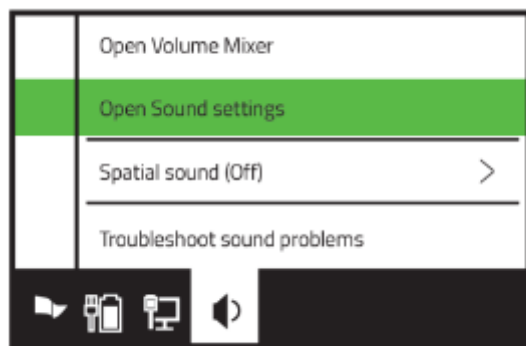 Open Volume Mixer
Open Sound settings
Spatial sound (Off)
Troubleshoot sound problems